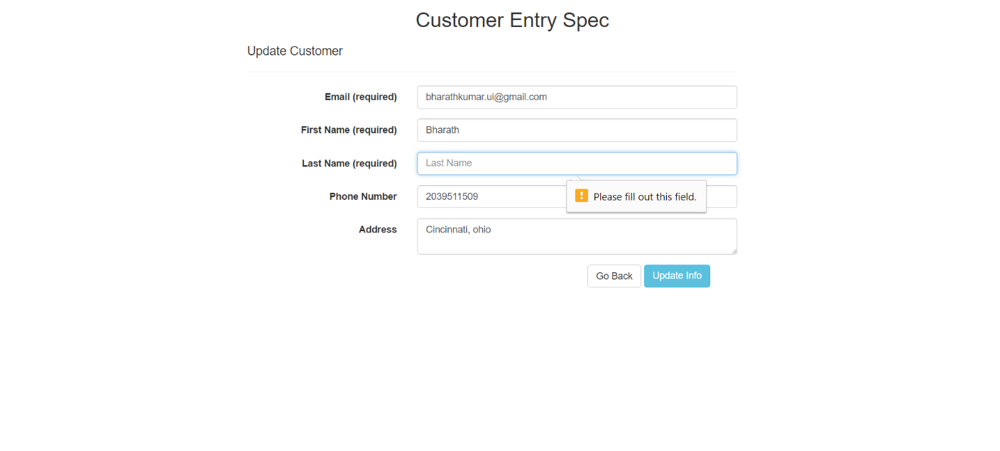 Customer Entry Spec
Update Customer
Email (required) bharathkumar.ui@gmail.com
First Name (required) Bharath
Last Name (required) Last Name
Phone Number 2039511509
Please fill out this field.
Address Cincinnati, ohio
Go Back Update Info